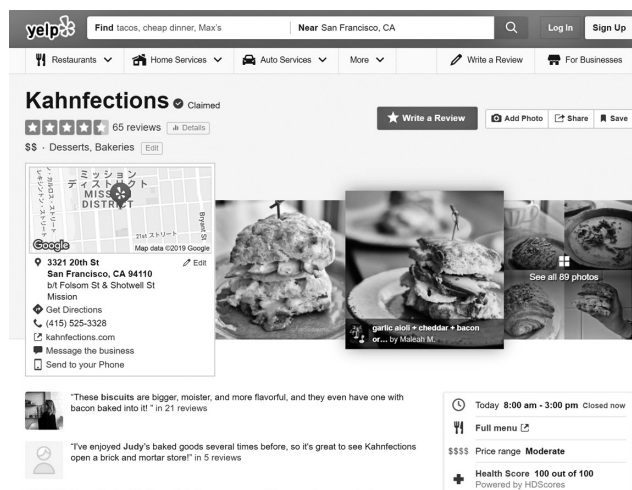 yelp
Find tacos, cheap dinner, Max's
Near San Francisco, CA
Log In
Sign Up
Restaurants
Home Services
Auto Services
More
Write a Review
For Businesses
Kahnfections Claimed
65 reviews
Details
Write a Review
Add Photo
Share
Save
$$ · Desserts, Bakeries
Edit
ミッション
ディストリクト
MISSION
DISTRICT
21st ストリート
Bryant St
Google
Map data ©2019 Google
3321 20th St
Edit
San Francisco, CA 94110
b/t Folsom St & Shotwell St
Mission
Get Directions
(415) 525-3328
kahnfections.com
Message the business
Send to your Phone
garlic aioli + cheddar + bacon
or… by Maleah M.
See all 89 photos
"These biscuits are bigger, moister, and more flavorful, and they even have one with
bacon baked into it! " in 21 reviews
"I've enjoyed Judy's baked goods several times before, so it's great to see Kahnfections
open a brick and mortar store!" in 5 reviews
Today 8:00 am - 3:00 pm Closed now
Full menu
$$$$ Price range Moderate
Health Score 100 out of 100
Powered by HDScores